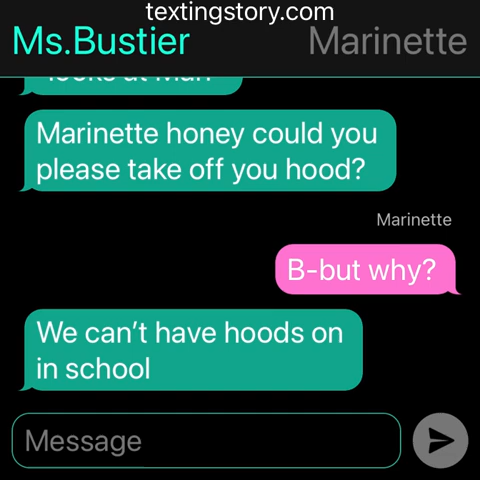 textingstory.com
Ms.Bustier Marinette
Marinette honey could you
please take off you hood?
Marinette
B-but why?
We can't have hoods on
in school
Message